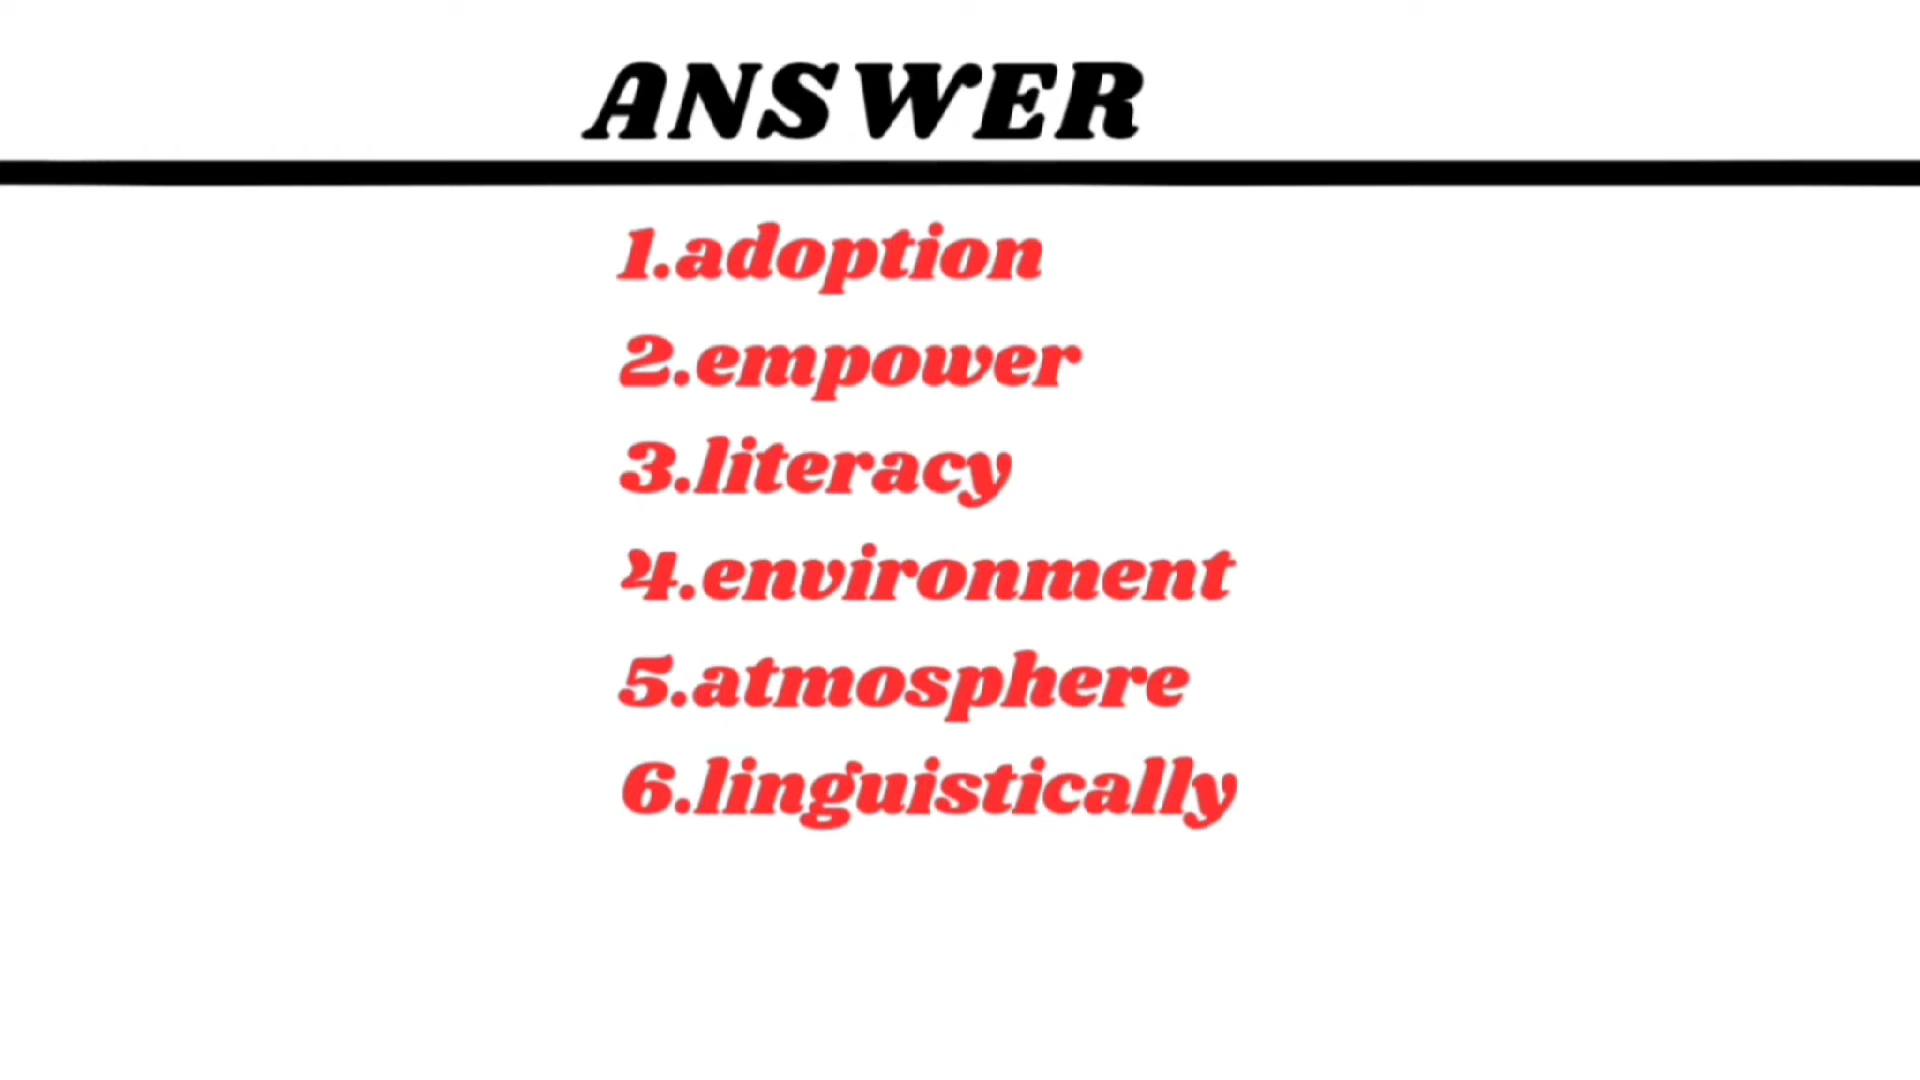 ANSWER
1.adoption
2.empower
3.literacy
4.environment
5.atmosphere
6.linguistically